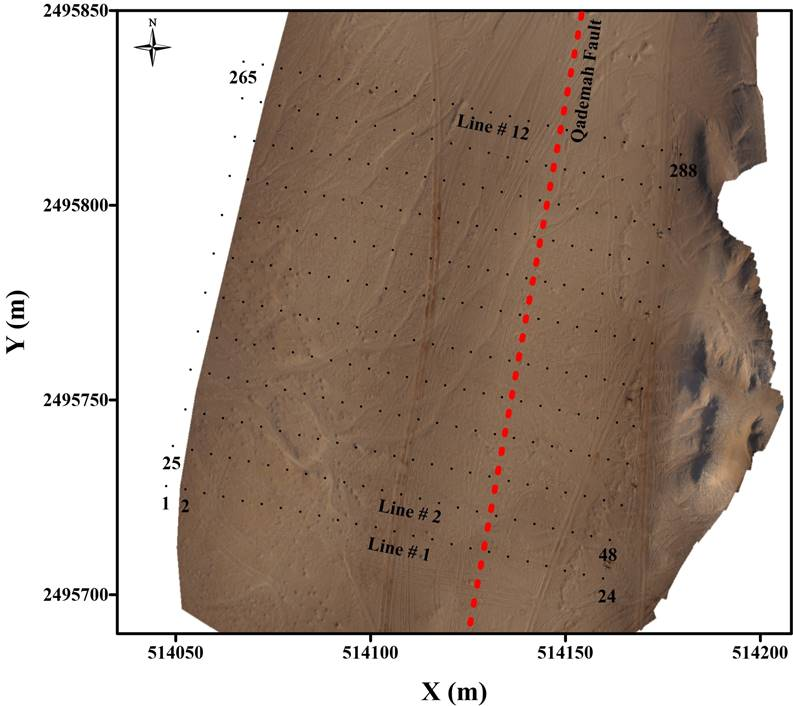 2495850
N
265
Line # 12
Qademah Fault
288
2495800
Y (m)
2495750
25
1 2
Line # 2
Line # 1
48
24
2495700
514050 514100 514150 514200
X (m)